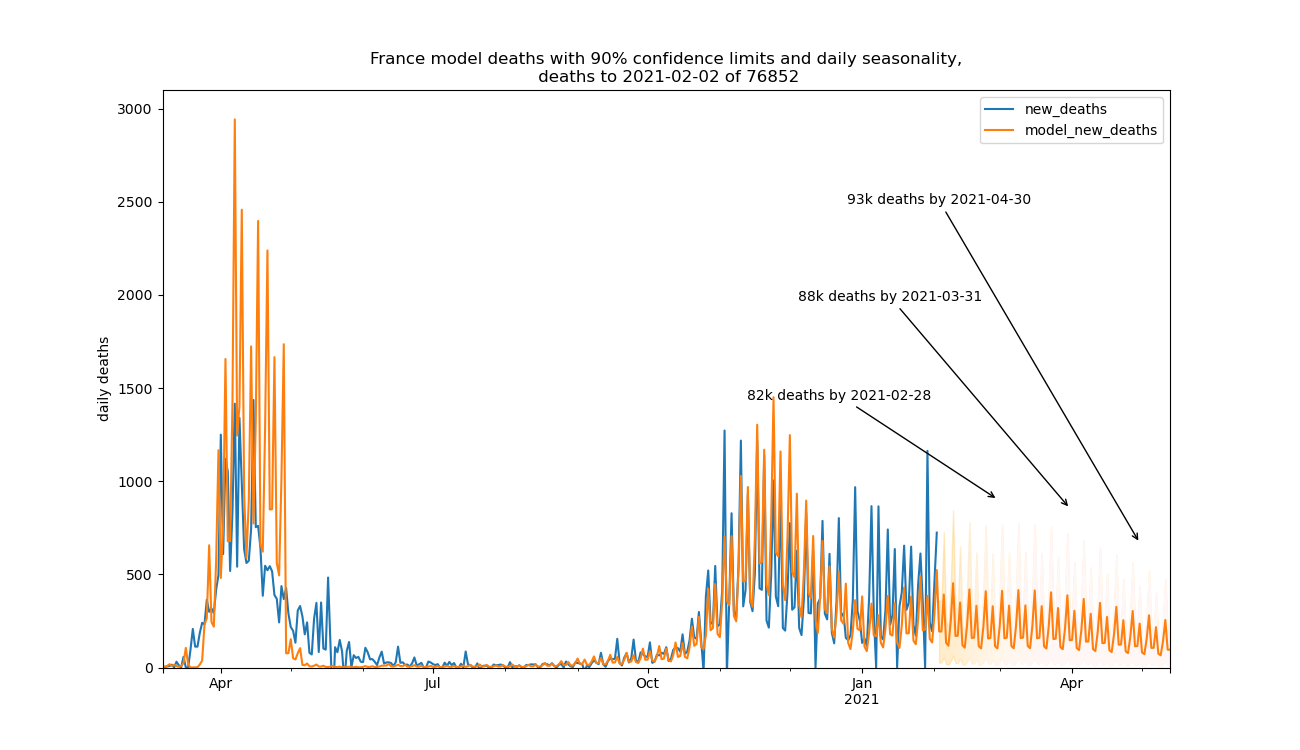 France model deaths with 90% confidence limits and daily seasonality,
deaths to 2021-02-02 of 76852
new_deaths
model_new_deaths
93k deaths by 2021-04-30
88k deaths by 2021-03-31
82k deaths by 2021-02-28
daily deaths
3000
2500
2000
1500
1000
500
0
Apr
Jul
Oct
Jan
2021
Apr